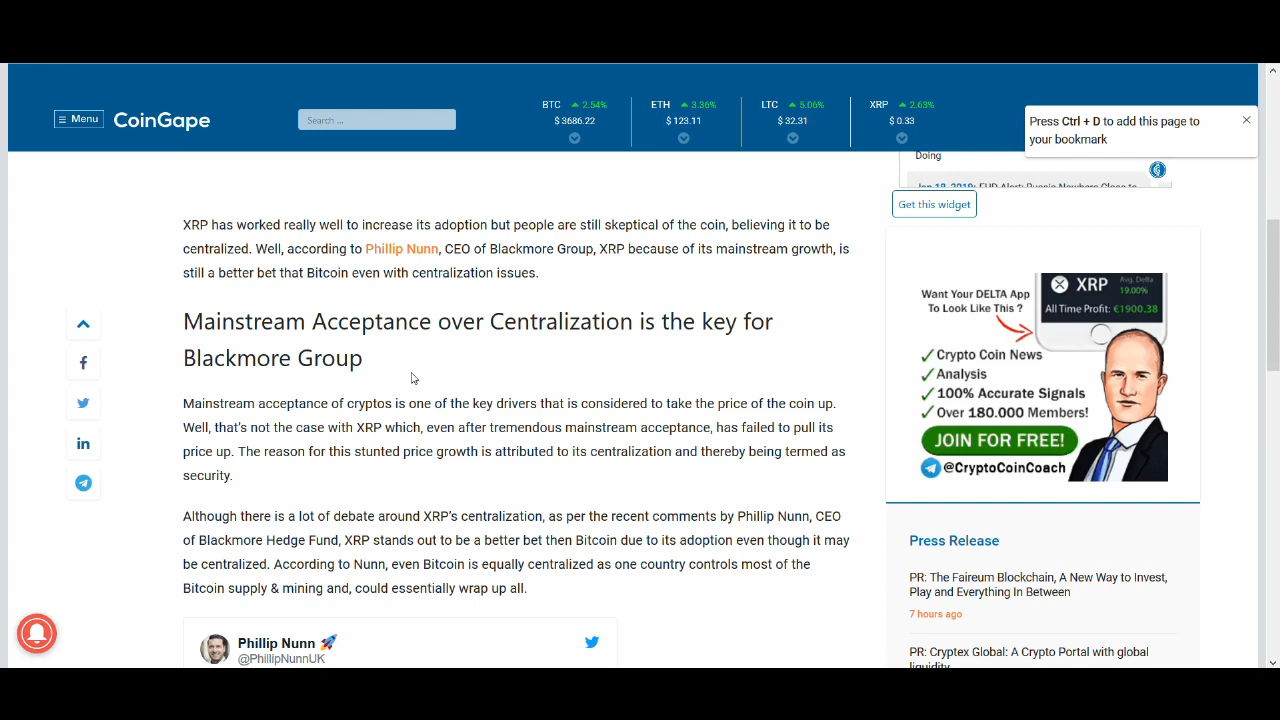 Menu
CoinGape
Search ...
BTC ▲ 2.54%
$ 3686.22
ETH ▲ 3.36%
$ 123.11
LTC ▲ 5.06%
$ 32.31
XRP ▲ 2.63%
$ 0.33
Press Ctrl + D to add this page to
your bookmark
Doing
Get this widget
XRP has worked really well to increase its adoption but people are still skeptical of the coin, believing it to be
centralized. Well, according to Phillip Nunn, CEO of Blackmore Group, XRP because of its mainstream growth, is
still a better bet that Bitcoin even with centralization issues.
Mainstream Acceptance over Centralization is the key for
Blackmore Group
Mainstream acceptance of cryptos is one of the key drivers that is considered to take the price of the coin up.
Well, that's not the case with XRP which, even after tremendous mainstream acceptance, has failed to pull its
price up. The reason for this stunted price growth is attributed to its centralization and thereby being termed as
security.
Although there is a lot of debate around XRP's centralization, as per the recent comments by Phillip Nunn, CEO
of Blackmore Hedge Fund, XRP stands out to be a better bet then Bitcoin due to its adoption even though it may
be centralized. According to Nunn, even Bitcoin is equally centralized as one country controls most of the
Bitcoin supply & mining and, could essentially wrap up all.
Phillip Nunn 🚀
@PhillipNunnUK
Want Your DELTA App
To Look Like This ?
XRP
Avg. Delta
19.00%
All Time Profit: €1900.38
✓ Crypto Coin News
✓ Analysis
✓ 100% Accurate Signals
✓ Over 180.000 Members!
JOIN FOR FREE!
@CryptoCoinCoach
Press Release
PR: The Faireum Blockchain, A New Way to Invest,
Play and Everything In Between
7 hours ago
PR: Cryptex Global: A Crypto Portal with global
liquidity